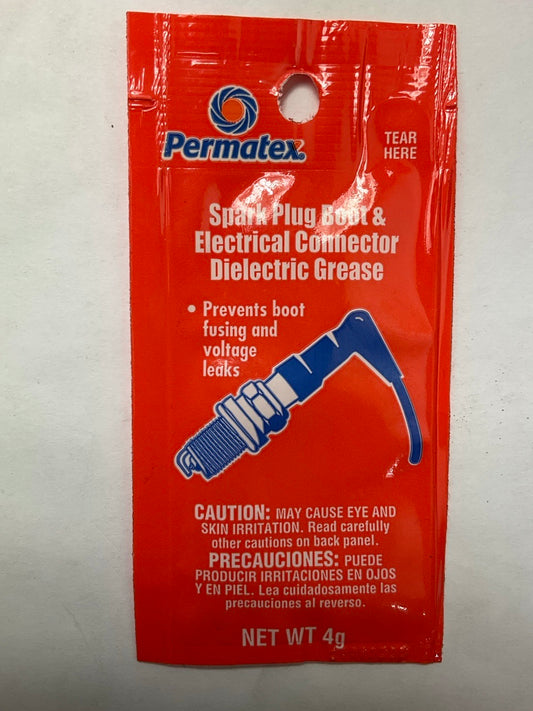 Permatex®
TEAR
HERE
Spark Plug Boot &
Electrical Connector
Dielectric Grease
• Prevents boot
fusing and
voltage
leaks
CAUTION: MAY CAUSE EYE AND
SKIN IRRITATION. Read carefully
other cautions on back panel.
PRECAUCIONES: PUEDE
PRODUCIR IRRITACIONES EN OJOS
Y EN PIEL. Lea cuidadosamente las
precauciones al reverso.
NET WT 4g